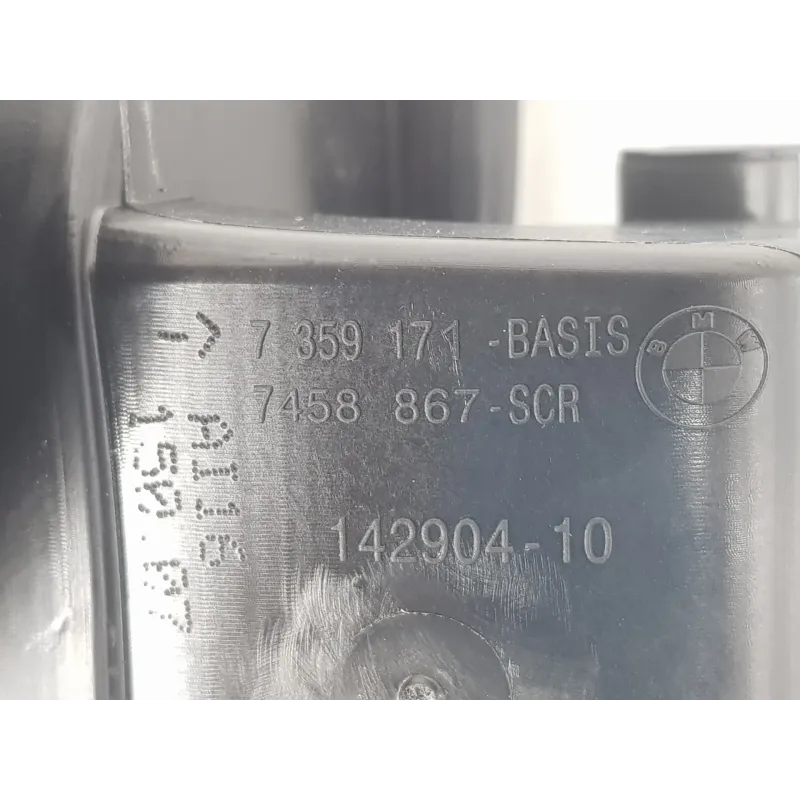 7 359 171 -BASIS
7458 867-SCR
142904-10
BMW